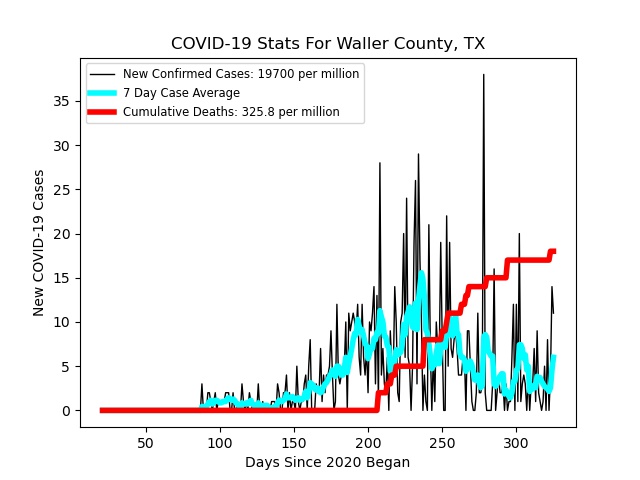 COVID-19 Stats For Waller County, TX
New Confirmed Cases: 19700 per million
7 Day Case Average
Cumulative Deaths: 325.8 per million
New COVID-19 Cases
35
30
25
20
15
10
5
0
50 100 150 200 250 300
Days Since 2020 Began